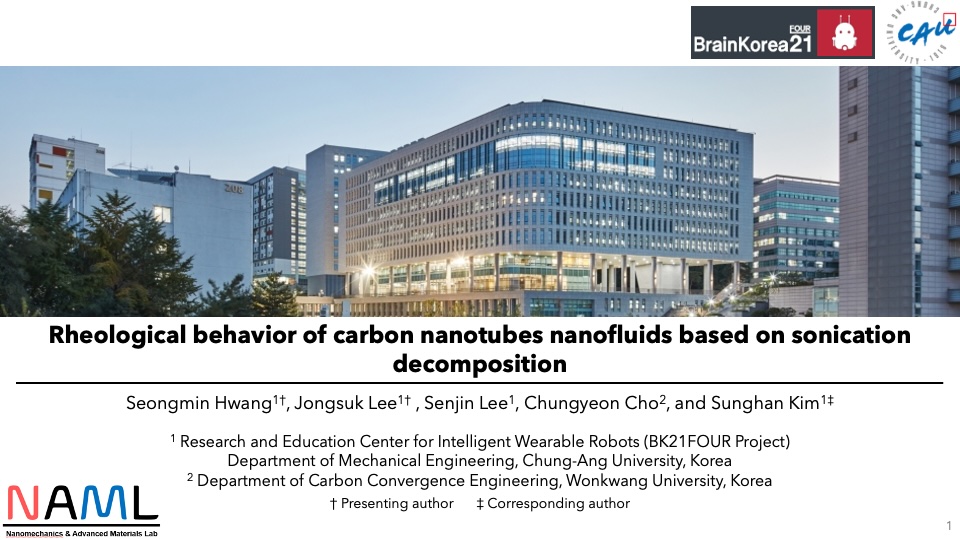 BrainKorea21 FOUR
CAU
208
Rheological behavior of carbon nanotubes nanofluids based on sonication
decomposition
Seongmin Hwang1†, Jongsuk Lee1† , Senjin Lee1, Chungyeon Cho2, and Sunghan Kim1‡
1 Research and Education Center for Intelligent Wearable Robots (BK21FOUR Project)
Department of Mechanical Engineering, Chung-Ang University, Korea
2 Department of Carbon Convergence Engineering, Wonkwang University, Korea
† Presenting author ‡ Corresponding author
NAML
Nanomechanics & Advanced Materials Lab
1